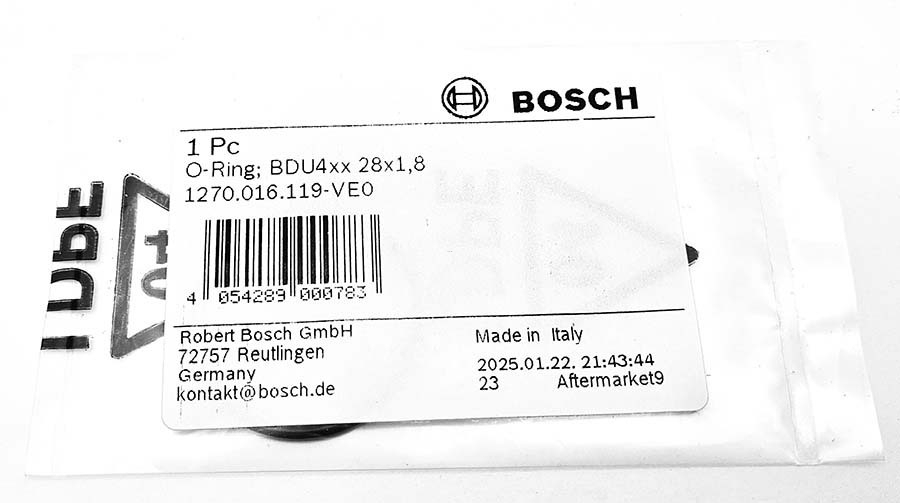 BOSCH
1 Pc
O-Ring; BDU4xx 28x1,8
1270.016.119-VE0
4 054289 000783
Robert Bosch GmbH
72757 Reutlingen
Germany
kontakt@bosch.de
Made in Italy
2025.01.22. 21:43:44
23 Aftermarket9